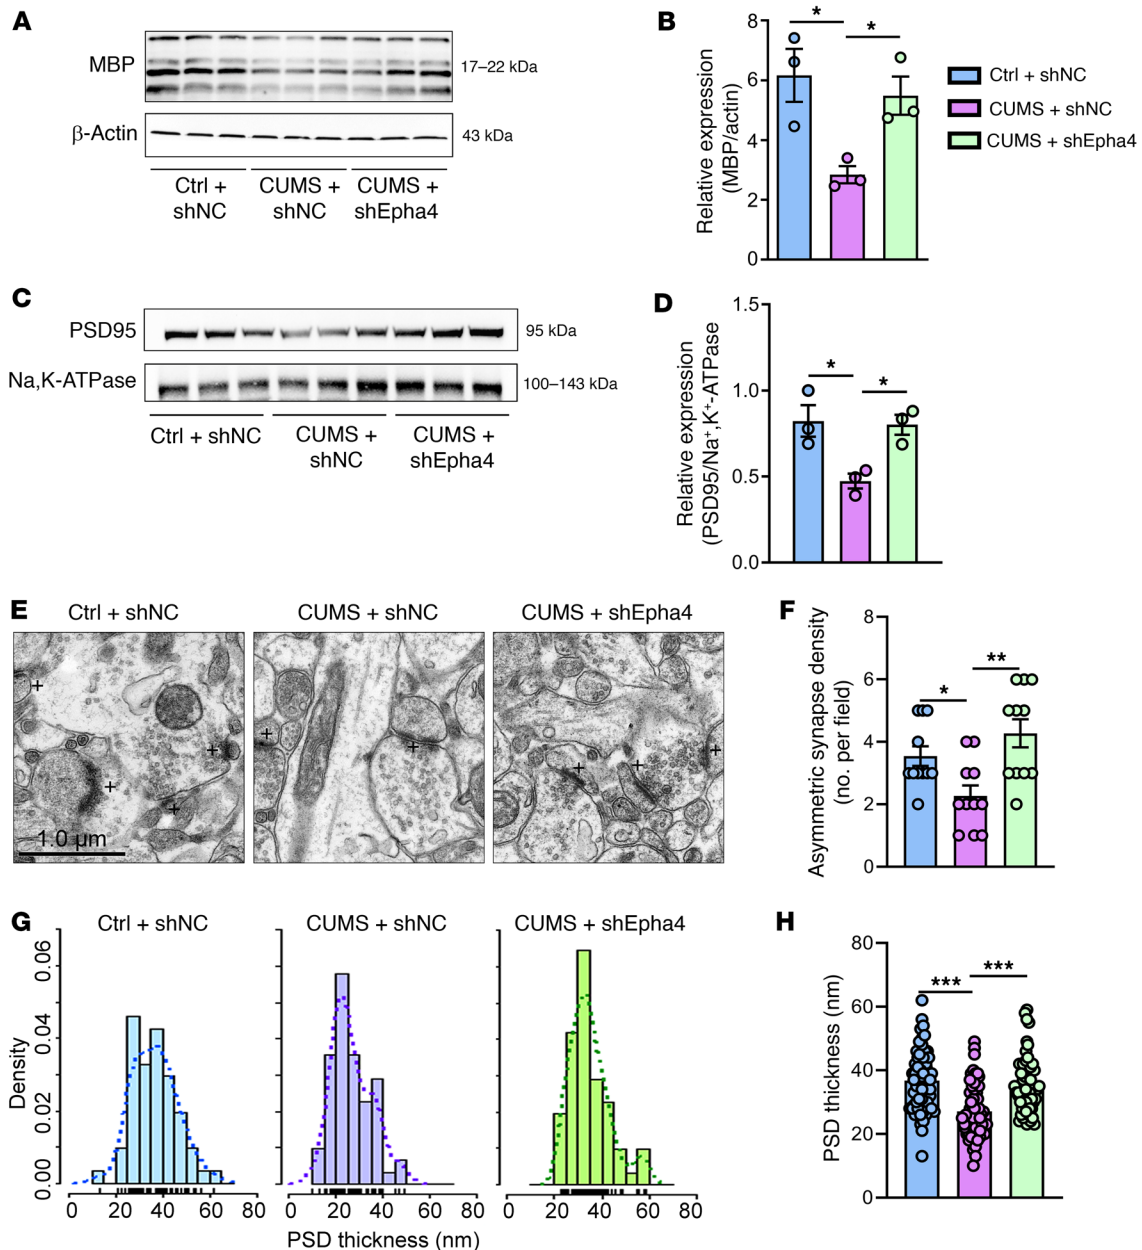 A
MBP
17–22 kDa
β-Actin
43 kDa
Ctrl +
shNC
CUMS +
shNC
CUMS +
shEpha4
B
Relative expression
(MBP/actin)
8
6
4
2
0
*
*
Ctrl + shNC
CUMS + shNC
CUMS + shEpha4
C
PSD95
95 kDa
Na,K-ATPase
100–143 kDa
Ctrl + shNC
CUMS +
shNC
CUMS +
shEpha4
D
Relative expression
(PSD95/Na⁺,K⁺-ATPase
1.5
1.0
0.5
0.0
*
*
E
Ctrl + shNC
CUMS + shNC
CUMS + shEpha4
+
+
+
+
1.0 μm
+
+
+
+
+
F
Asymmetric synapse density
(no. per field)
8
6
4
2
0
*
**
G
Ctrl + shNC
CUMS + shNC
CUMS + shEpha4
Density
0.06
0.04
0.02
0.00
0 20 40 60 80
0 20 40 60 80
0 20 40 60 80
PSD thickness (nm)
H
PSD thickness (nm)
80
60
40
20
0
***
***